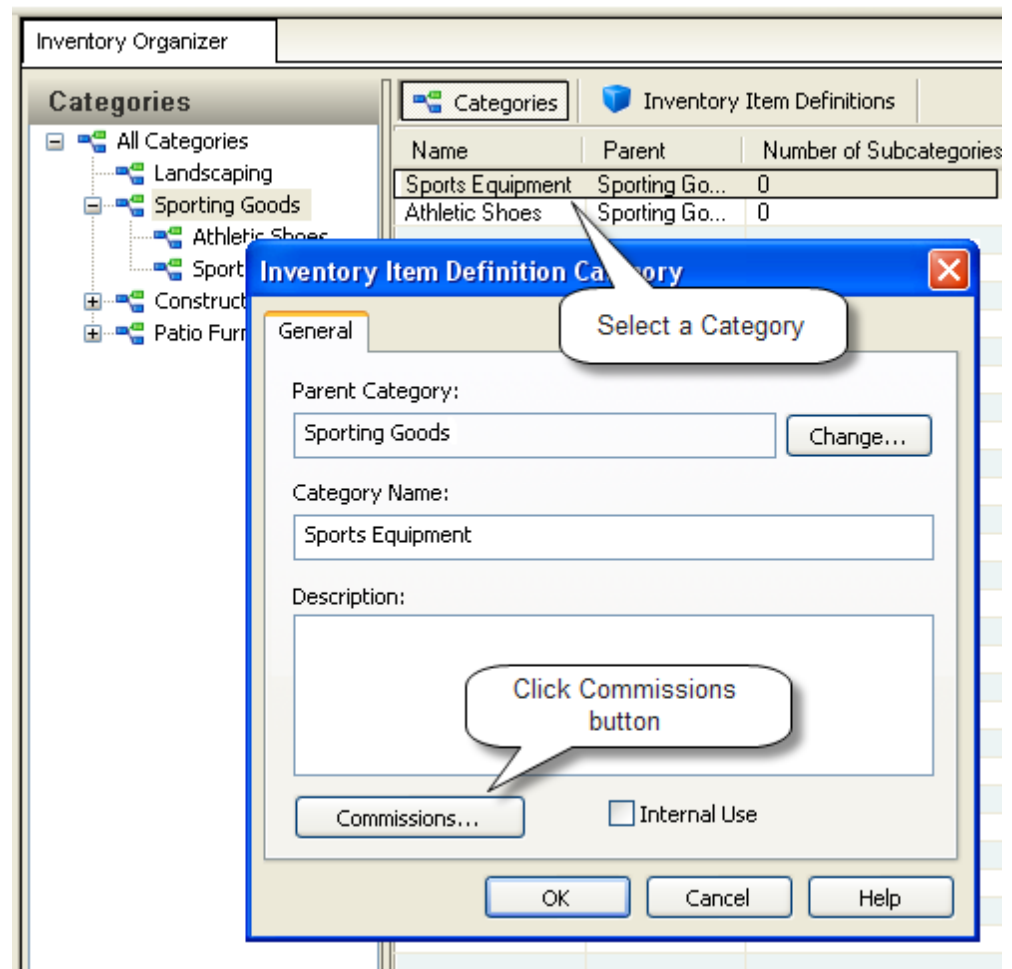 Inventory Organizer
Categories
All Categories
Landscaping
Sporting Goods
Athletic Shoes
Sport
Construct
Patio Furr
Categories
Inventory Item Definitions
Name Parent Number of Subcategories
Sports Equipment Sporting Go... 0
Athletic Shoes Sporting Go... 0
Inventory Item Definition Category
Select a Category
General
Parent Category:
Sporting Goods
Change...
Category Name:
Sports Equipment
Description:
Click Commissions
button
Commissions...
Internal Use
OK Cancel Help